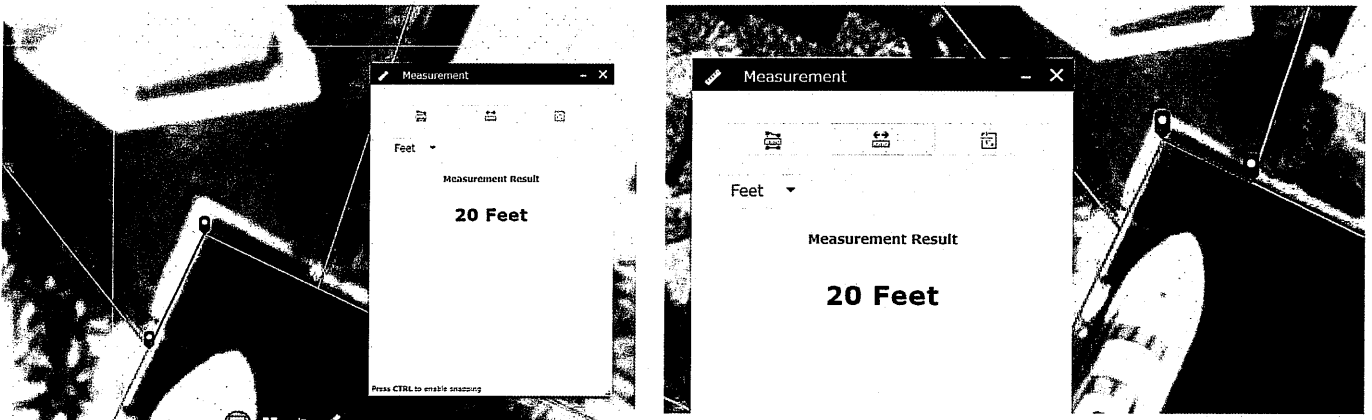 Measurement
Feet
Measurement Result
20 Feet
Press CTRL to enable snapping
Measurement
Feet
Measurement Result
20 Feet